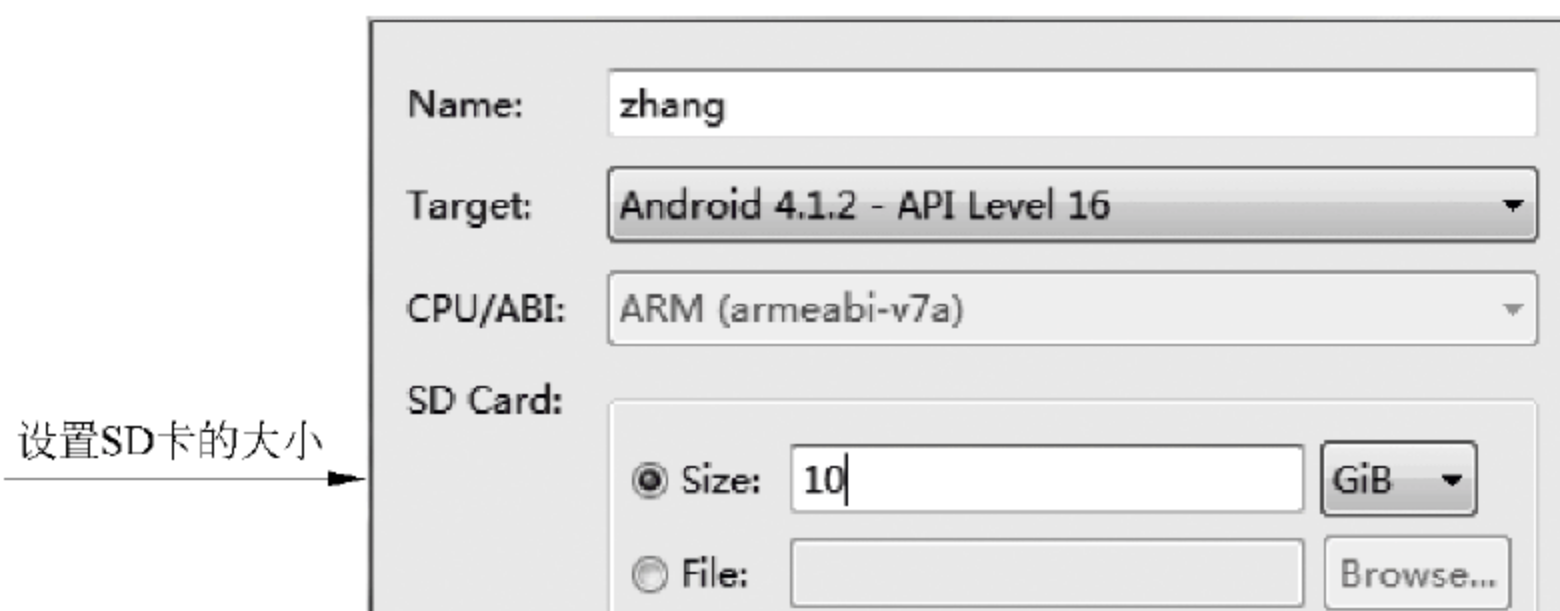 Name: zhang
Target: Android 4.1.2 - API Level 16
CPU/ABI: ARM (armeabi-v7a)
SD Card:
设置SD卡的大小
Size: 10 GiB
File: Browse...